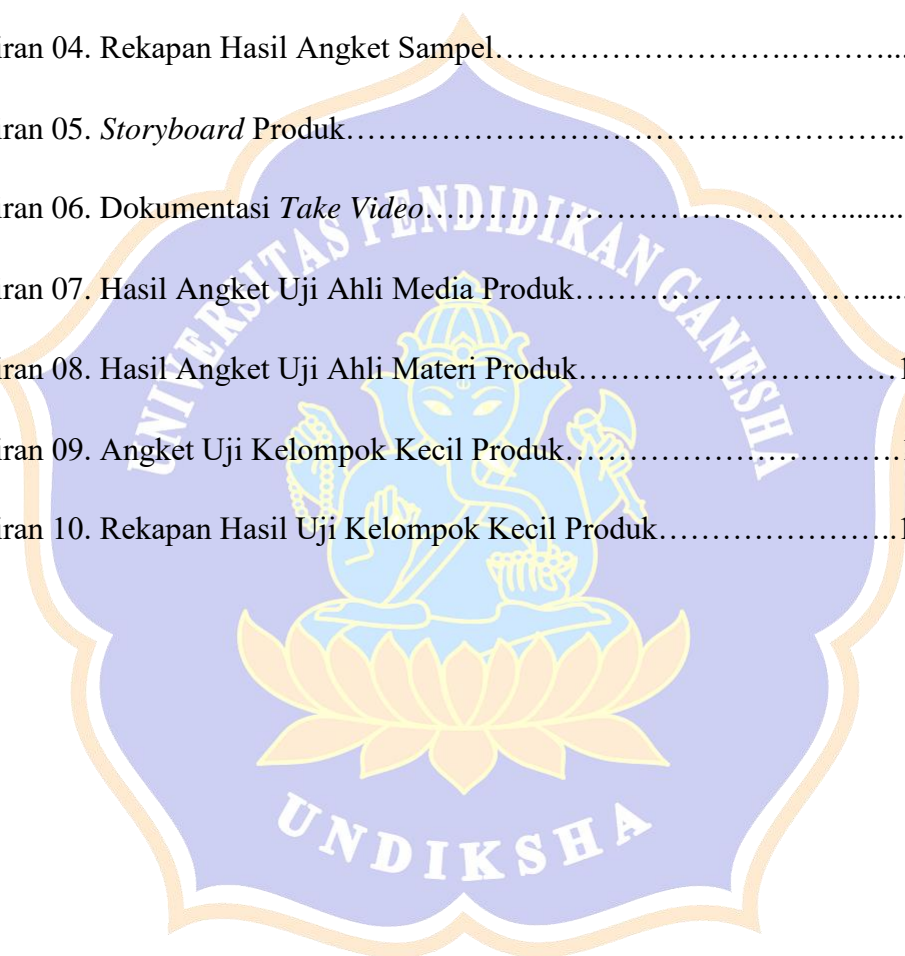 iran 04. Rekapan Hasil Angket Sampel…………………………….………...
iran 05. Storyboard Produk……………………………………………..
iran 06. Dokumentasi Take Video…………………………………........
iran 07. Hasil Angket Uji Ahli Media Produk………………………......
iran 08. Hasil Angket Uji Ahli Materi Produk…………………………1
iran 09. Angket Uji Kelompok Kecil Produk……………………….….1
iran 10. Rekapan Hasil Uji Kelompok Kecil Produk…………………..1
UNIVERSITAS PENDIDIKAN GANESHA
UNDIKSHA